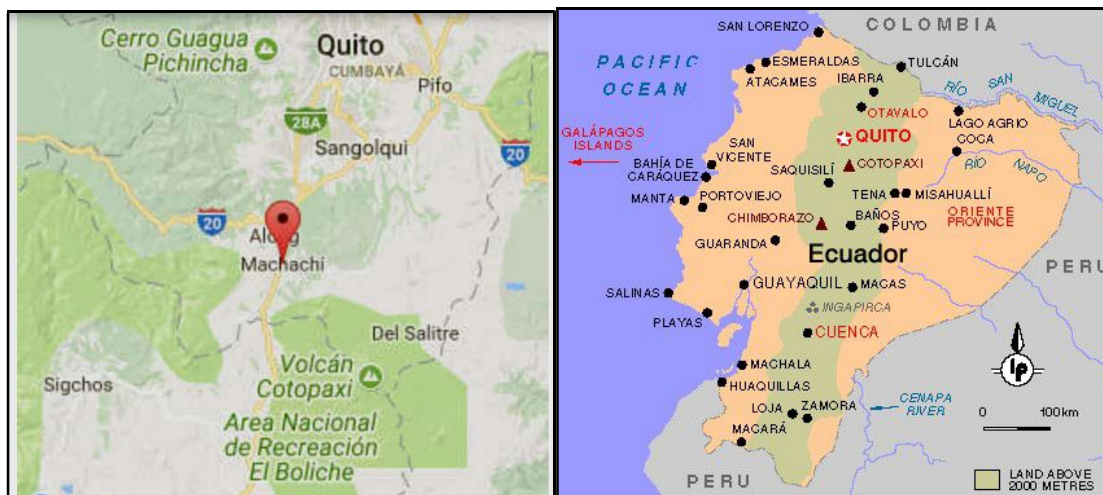 Cerro Guagua
Pichincha
Quito
CUMBAYÁ
Pifo
28A
Sangolqui
20
20
Machachi
Del Salitre
Volcán
Cotopaxi
Sigchos
Area Nacional
de Recreación
El Boliche
SAN LORENZO
COLOMBIA
PACIFIC
OCEAN
ESMERALDAS
ATACAMES
TULCÁN
IBARRA
RÍO SAN
MIGUEL
OTAVALO
LAGO AGRIO
QUITO
COCA
GALÁPAGOS
ISLANDS
SAN
VICENTE
COTOPAXI
RÍO NAPO
BAHÍA DE
CARÁQUEZ
SAQUISILÍ
MANTA
PORTOVIEJO
TENA
MISAHUALLÍ
CHIMBORAZO
BAÑOS
ORIENTE
PROVINCE
PUYO
GUARANDA
Ecuador
PERU
GUAYAQUIL
MACAS
SALINAS
INGAPIRCA
PLAYAS
CUENCA
MACHALA
HUAQUILLAS
CENAPA
RIVER
LOJA
ZAMORA
MACARÁ
lp
0 100km
PERU
LAND ABOVE
2000 METRES